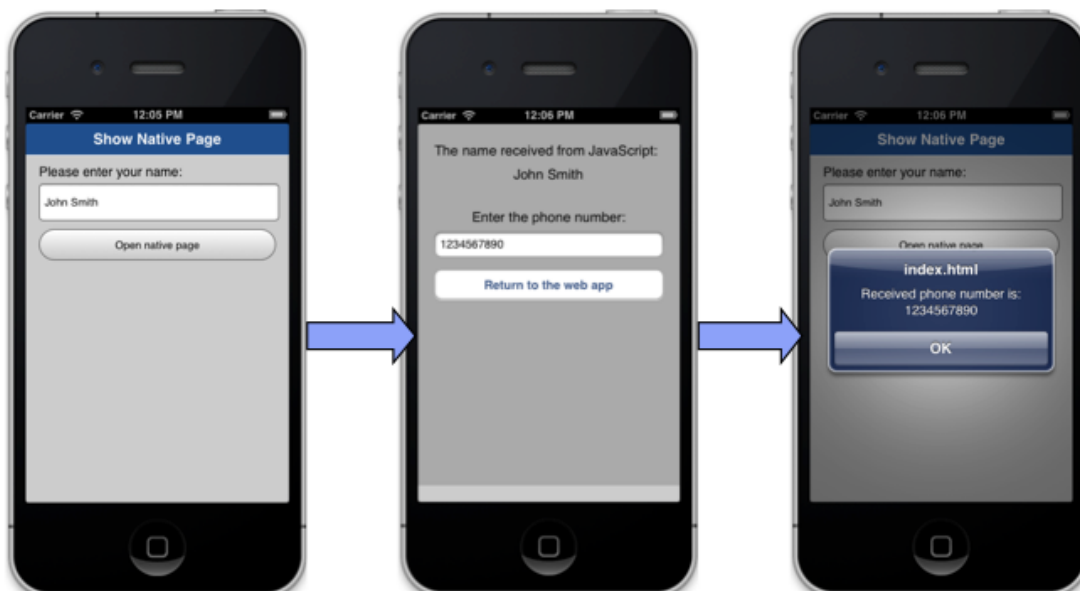 Carrier 12:05 PM
Show Native Page
Please enter your name:
John Smith
Open native page
Carrier 12:06 PM
The name received from JavaScript:
John Smith
Enter the phone number:
1234567890
Return to the web app
Carrier 12:06 PM
Show Native Page
Please enter your name:
John Smith
Open native page
index.html
Received phone number is:
1234567890
OK